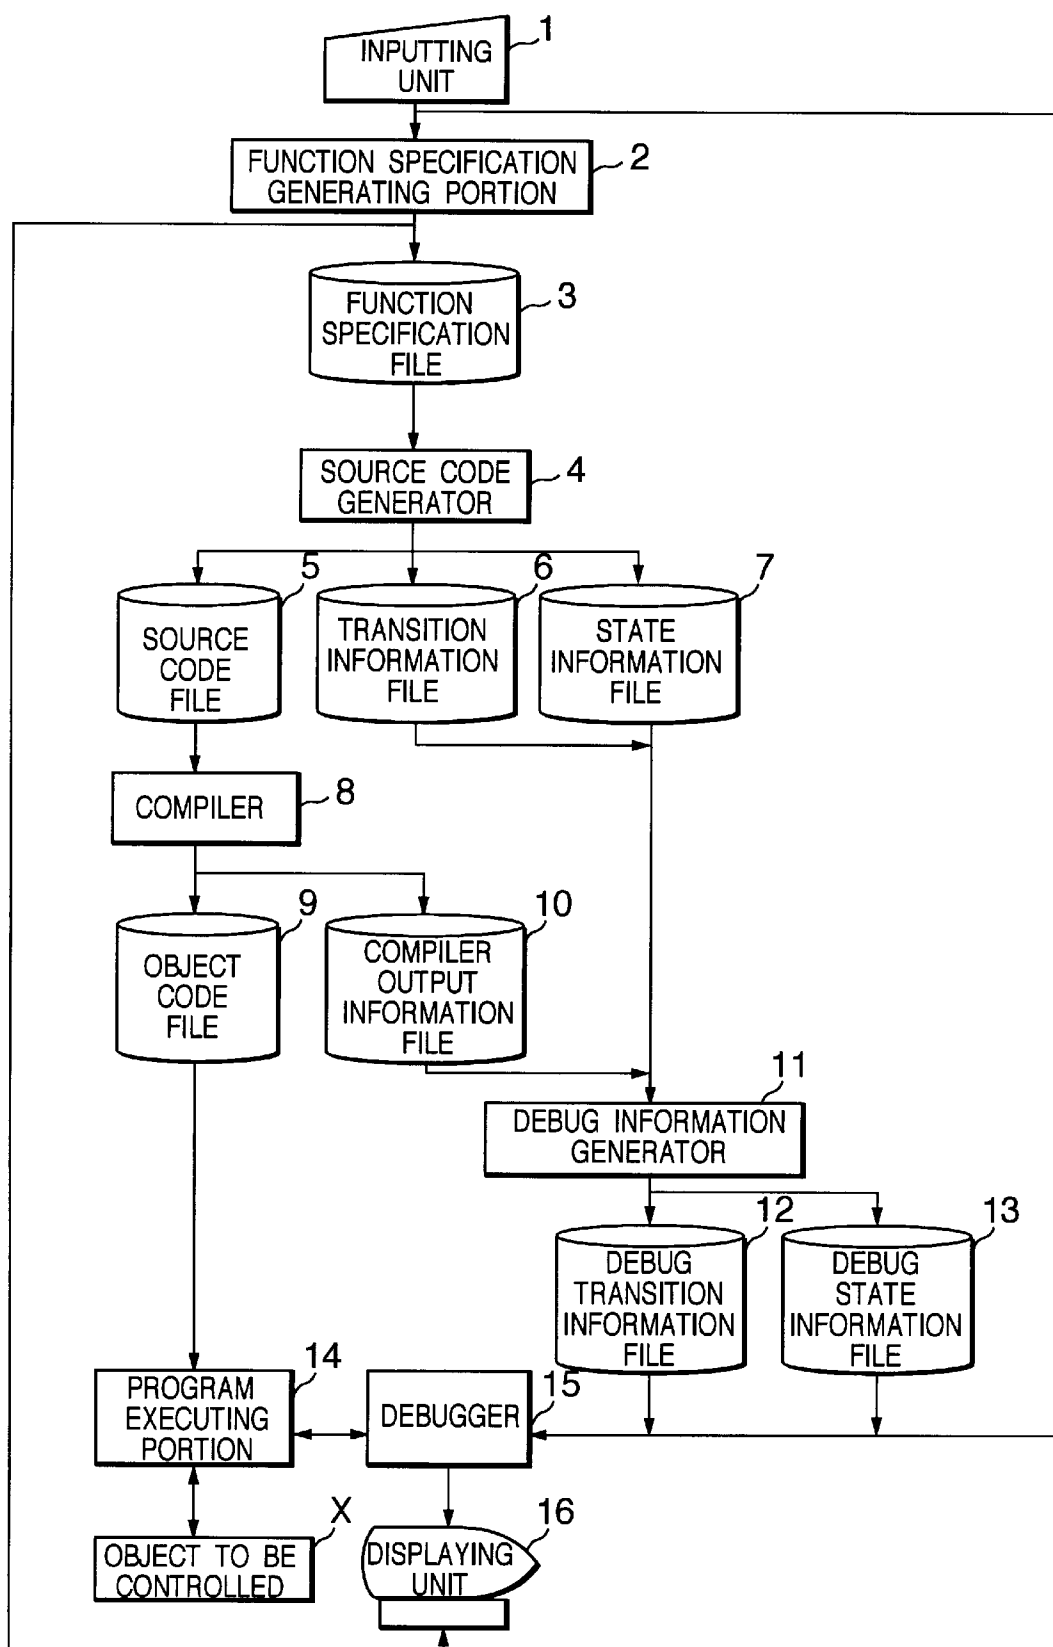 1
INPUTTING
UNIT
2
FUNCTION SPECIFICATION
GENERATING PORTION
3
FUNCTION
SPECIFICATION
FILE
4
SOURCE CODE
GENERATOR
5
SOURCE
CODE
FILE
6
TRANSITION
INFORMATION
FILE
7
STATE
INFORMATION
FILE
8
COMPILER
9
OBJECT
CODE
FILE
10
COMPILER
OUTPUT
INFORMATION
FILE
11
DEBUG INFORMATION
GENERATOR
12
DEBUG
TRANSITION
INFORMATION
FILE
13
DEBUG
STATE
INFORMATION
FILE
14
PROGRAM
EXECUTING
PORTION
15
DEBUGGER
X
OBJECT TO BE
CONTROLLED
16
DISPLAYING
UNIT